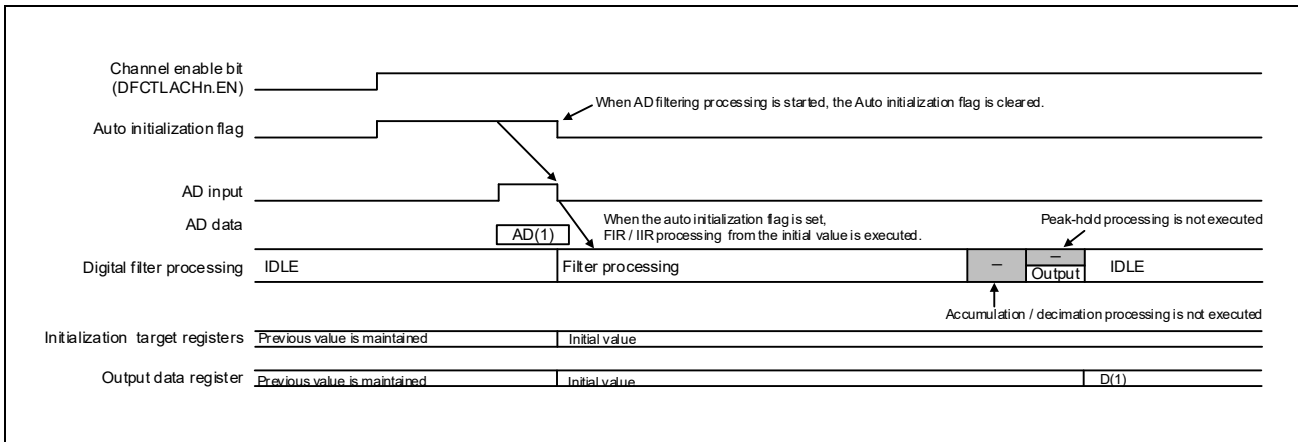 Channel enable bit
(DFCTLACHn.EN)
When AD filtering processing is started, the Auto initialization flag is cleared.
Auto initialization flag
AD input
AD data
AD(1)
When the auto initialization flag is set,
FIR / IIR processing from the initial value is executed.
Peak-hold processing is not executed
Digital filter processing
IDLE
Filter processing
–
–
Output
IDLE
Accumulation / decimation processing is not executed
Initialization target registers
Previous value is maintained
Initial value
Output data register
Previous value is maintained
Initial value
D(1)